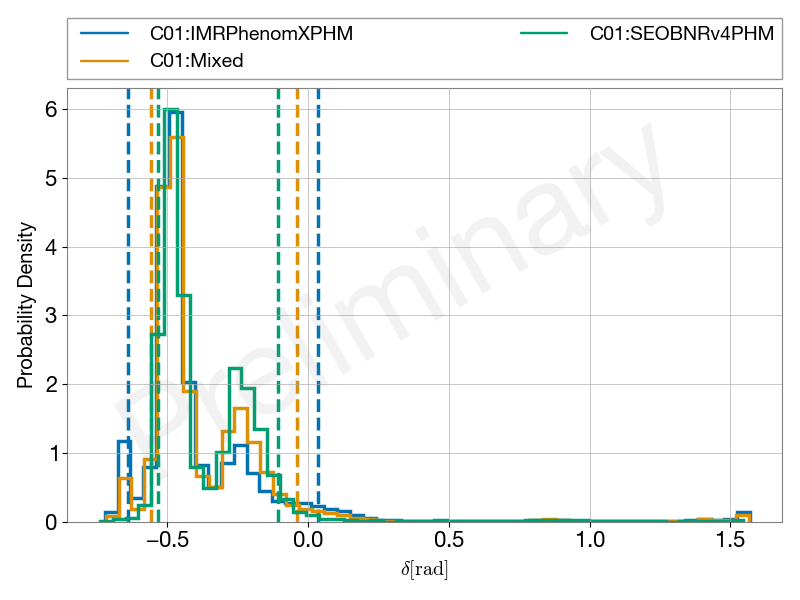 C01:IMRPhenomXPHM
C01:Mixed
C01:SEOBNRv4PHM
Preliminary
Probability Density
6
5
4
3
2
1
0
−0.5 0.0 0.5 1.0 1.5
δ[rad]